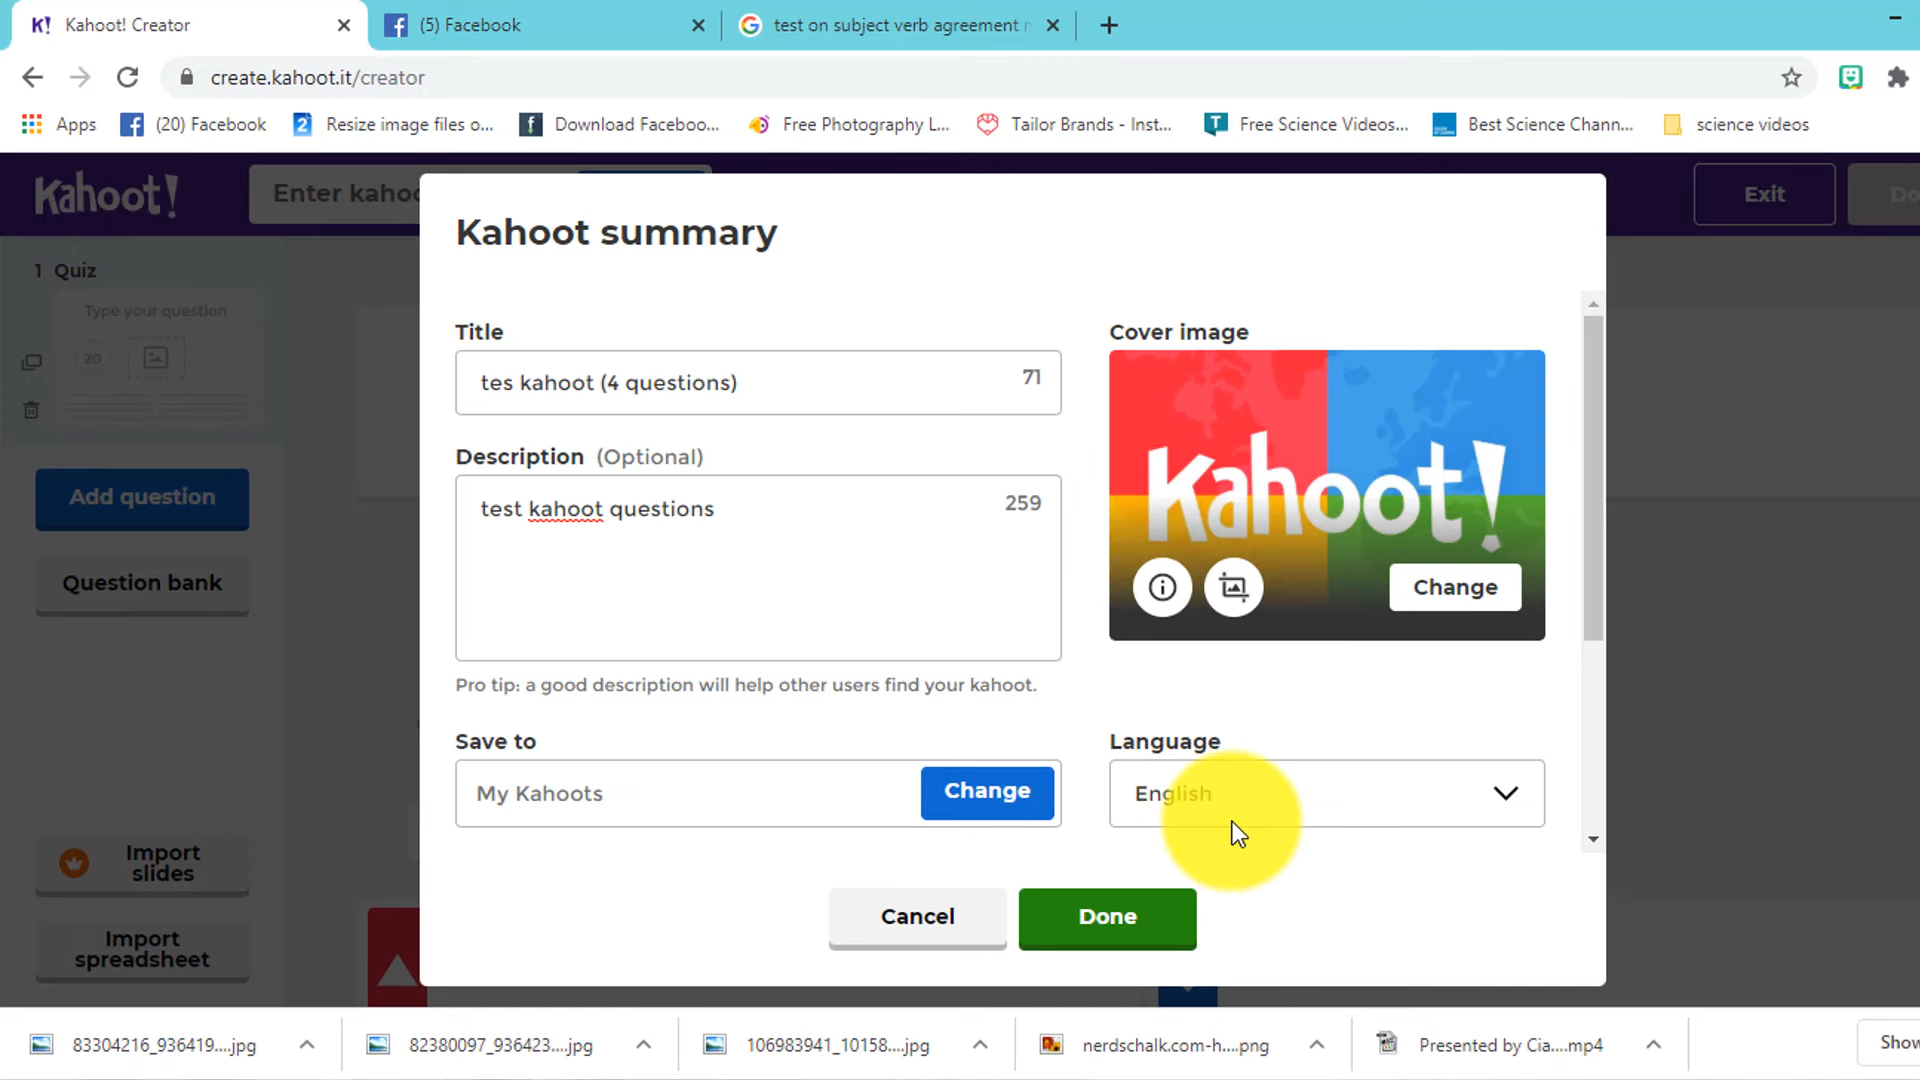 K! Kahoot! Creator
(5) Facebook
test on subject verb agreement
create.kahoot.it/creator
Apps
(20) Facebook
Resize image files o...
Download Faceboo...
Free Photography L...
Tailor Brands - Inst...
Free Science Videos...
Best Science Chann...
science videos
Kahoot!
Enter kahoo
Exit
Do
1 Quiz
Type your question
20
Add question
Question bank
Import slides
Import spreadsheet
Kahoot summary
Title
tes kahoot (4 questions)
71
Description (Optional)
test kahoot questions
259
Pro tip: a good description will help other users find your kahoot.
Cover image
Kahoot!
Change
Save to
My Kahoots
Change
Language
English
Cancel
Done
83304216_936419....jpg
82380097_936423....jpg
106983941_10158....jpg
nerdschalk.com-h....png
Presented by Cia....mp4
Show